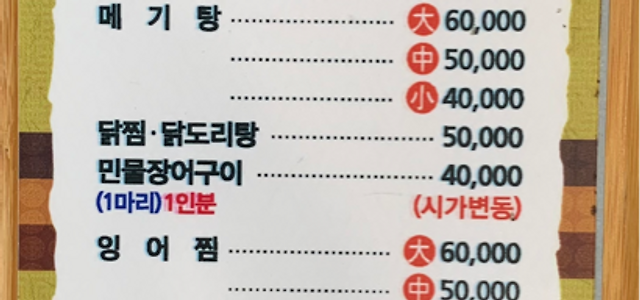 메 기 탕 ........................ 大 60,000
........................ 中 50,000
........................ 小 40,000
닭찜·닭도리탕 ........................ 50,000
민물장어구이 ........................ 40,000
(1마리)1인분 (시가변동)
잉 어 찜 ........................ 大 60,000
........................ 中 50,000